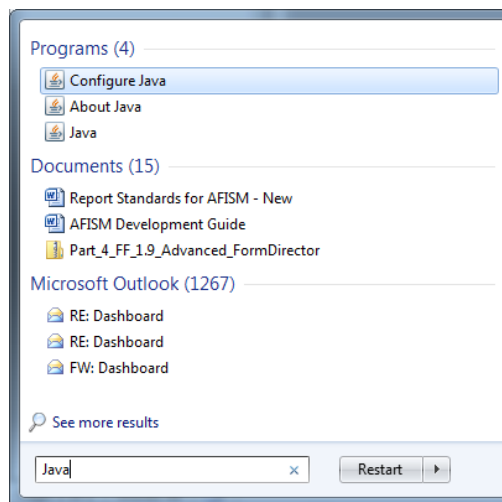 Programs (4)
Configure Java
About Java
Java
Documents (15)
Report Standards for AFISM - New
AFISM Development Guide
Part_4_FF_1.9_Advanced_FormDirector
Microsoft Outlook (1267)
RE: Dashboard
RE: Dashboard
FW: Dashboard
See more results
Java
Restart